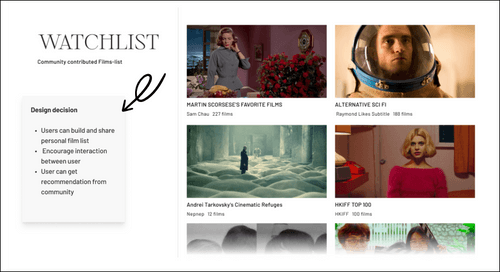 WATCHLIST
Community contributed Films-list
Design decision
Users can build and share
personal film list
Encourage interaction
between user
User can get
recommendation from
community
MARTIN SCORSESE'S FAVORITE FILMS
Sam Chau 227 films
ALTERNATIVE SCI FI
Raymond Likes Subtitle 188 films
Andrei Tarkovsky's Cinematic Refuges
Nepnep 12 films
HKIFF TOP 100
HKIFF 100 films